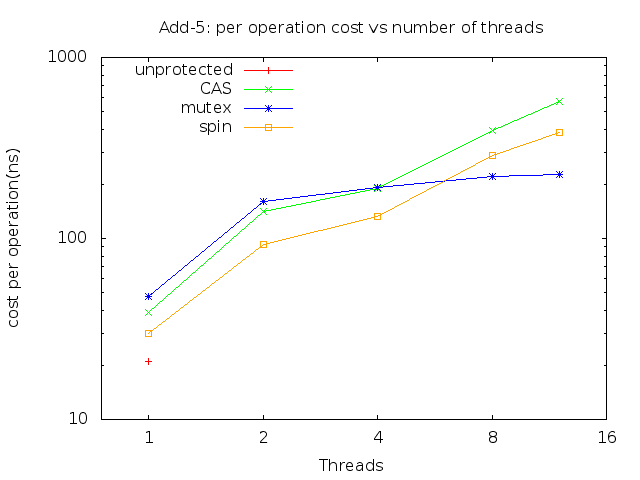 Add-5: per operation cost vs number of threads
1000
100
10
cost per operation(ns)
unprotected
CAS
mutex
spin
1 2 4 8 16
Threads